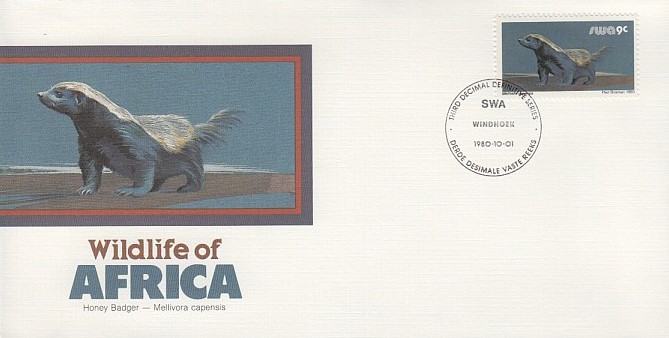 swa 9c
Paul Bosman 1980
THIRD DECIMAL DEFINITIVE SERIES
SWA
WINDHOEK
1980-10-01
DERDE DESIMALE VASTE REEKS
Wildlife of
AFRICA
Honey Badger — Mellivora capensis